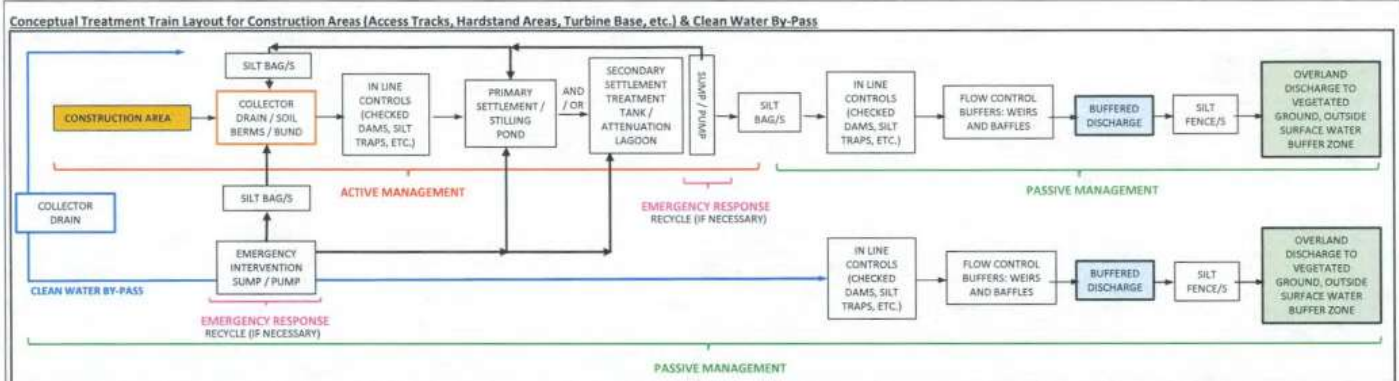 Conceptual Treatment Train Layout for Construction Areas (Access Tracks, Hardstand Areas, Turbine Base, etc.) & Clean Water By-Pass
SILT BAG/S
CONSTRUCTION AREA
COLLECTOR
DRAIN / SOIL
BERMS / BUND
IN LINE
CONTROLS
(CHECKED
DAMS, SILT
TRAPS, ETC.)
PRIMARY
SETTLEMENT /
STILLING
POND
AND
/ OR
SECONDARY
SETTLEMENT
TREATMENT
TANK /
ATTENUATION
LAGOON
SUMP / PUMP
SILT
BAG/S
IN LINE
CONTROLS
(CHECKED
DAMS, SILT
TRAPS, ETC.)
FLOW CONTROL
BUFFERS: WEIRS
AND BAFFLES
BUFFERED
DISCHARGE
SILT
FENCE/S
OVERLAND
DISCHARGE TO
VEGETATED
GROUND, OUTSIDE
SURFACE WATER
BUFFER ZONE
ACTIVE MANAGEMENT
PASSIVE MANAGEMENT
EMERGENCY RESPONSE
RECYCLE (IF NECESSARY)
SILT BAG/S
COLLECTOR
DRAIN
EMERGENCY
INTERVENTION
SUMP / PUMP
CLEAN WATER BY-PASS
EMERGENCY RESPONSE
RECYCLE (IF NECESSARY)
IN LINE
CONTROLS
(CHECKED
DAMS, SILT
TRAPS, ETC.)
FLOW CONTROL
BUFFERS: WEIRS
AND BAFFLES
BUFFERED
DISCHARGE
SILT
FENCE/S
OVERLAND
DISCHARGE TO
VEGETATED
GROUND, OUTSIDE
SURFACE WATER
BUFFER ZONE
PASSIVE MANAGEMENT